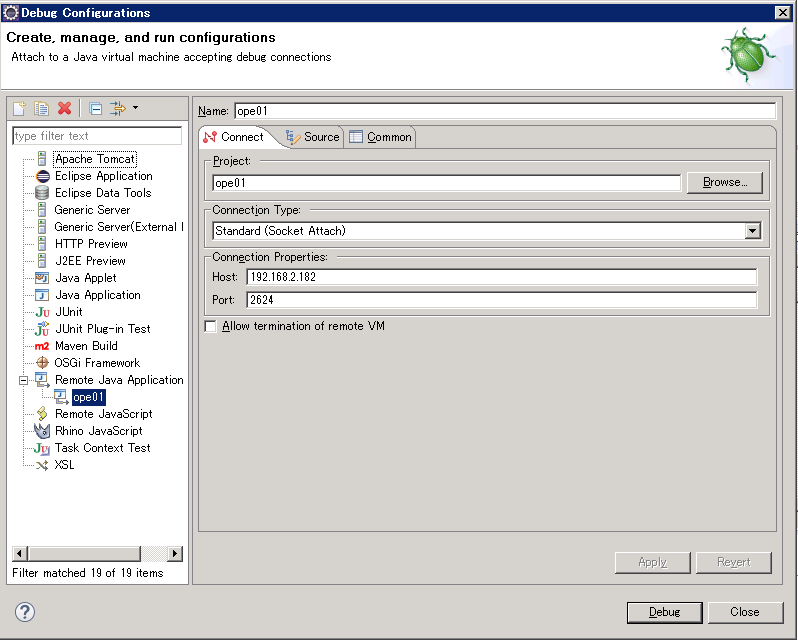 Debug Configurations
Create, manage, and run configurations
Attach to a Java virtual machine accepting debug connections
type filter text
Apache Tomcat
Eclipse Application
Eclipse Data Tools
Generic Server
Generic Server(External l
HTTP Preview
J2EE Preview
Java Applet
Java Application
JUnit
JUnit Plug-in Test
Maven Build
OSGi Framework
Remote Java Application
ope01
Remote JavaScript
Rhino JavaScript
Task Context Test
XSL
Filter matched 19 of 19 items
Name: ope01
Connect Source Common
Project:
ope01 Browse...
Connection Type:
Standard (Socket Attach)
Connection Properties:
Host: 192.168.2.182
Port: 2624
Allow termination of remote VM
Apply Revert
? Debug Close